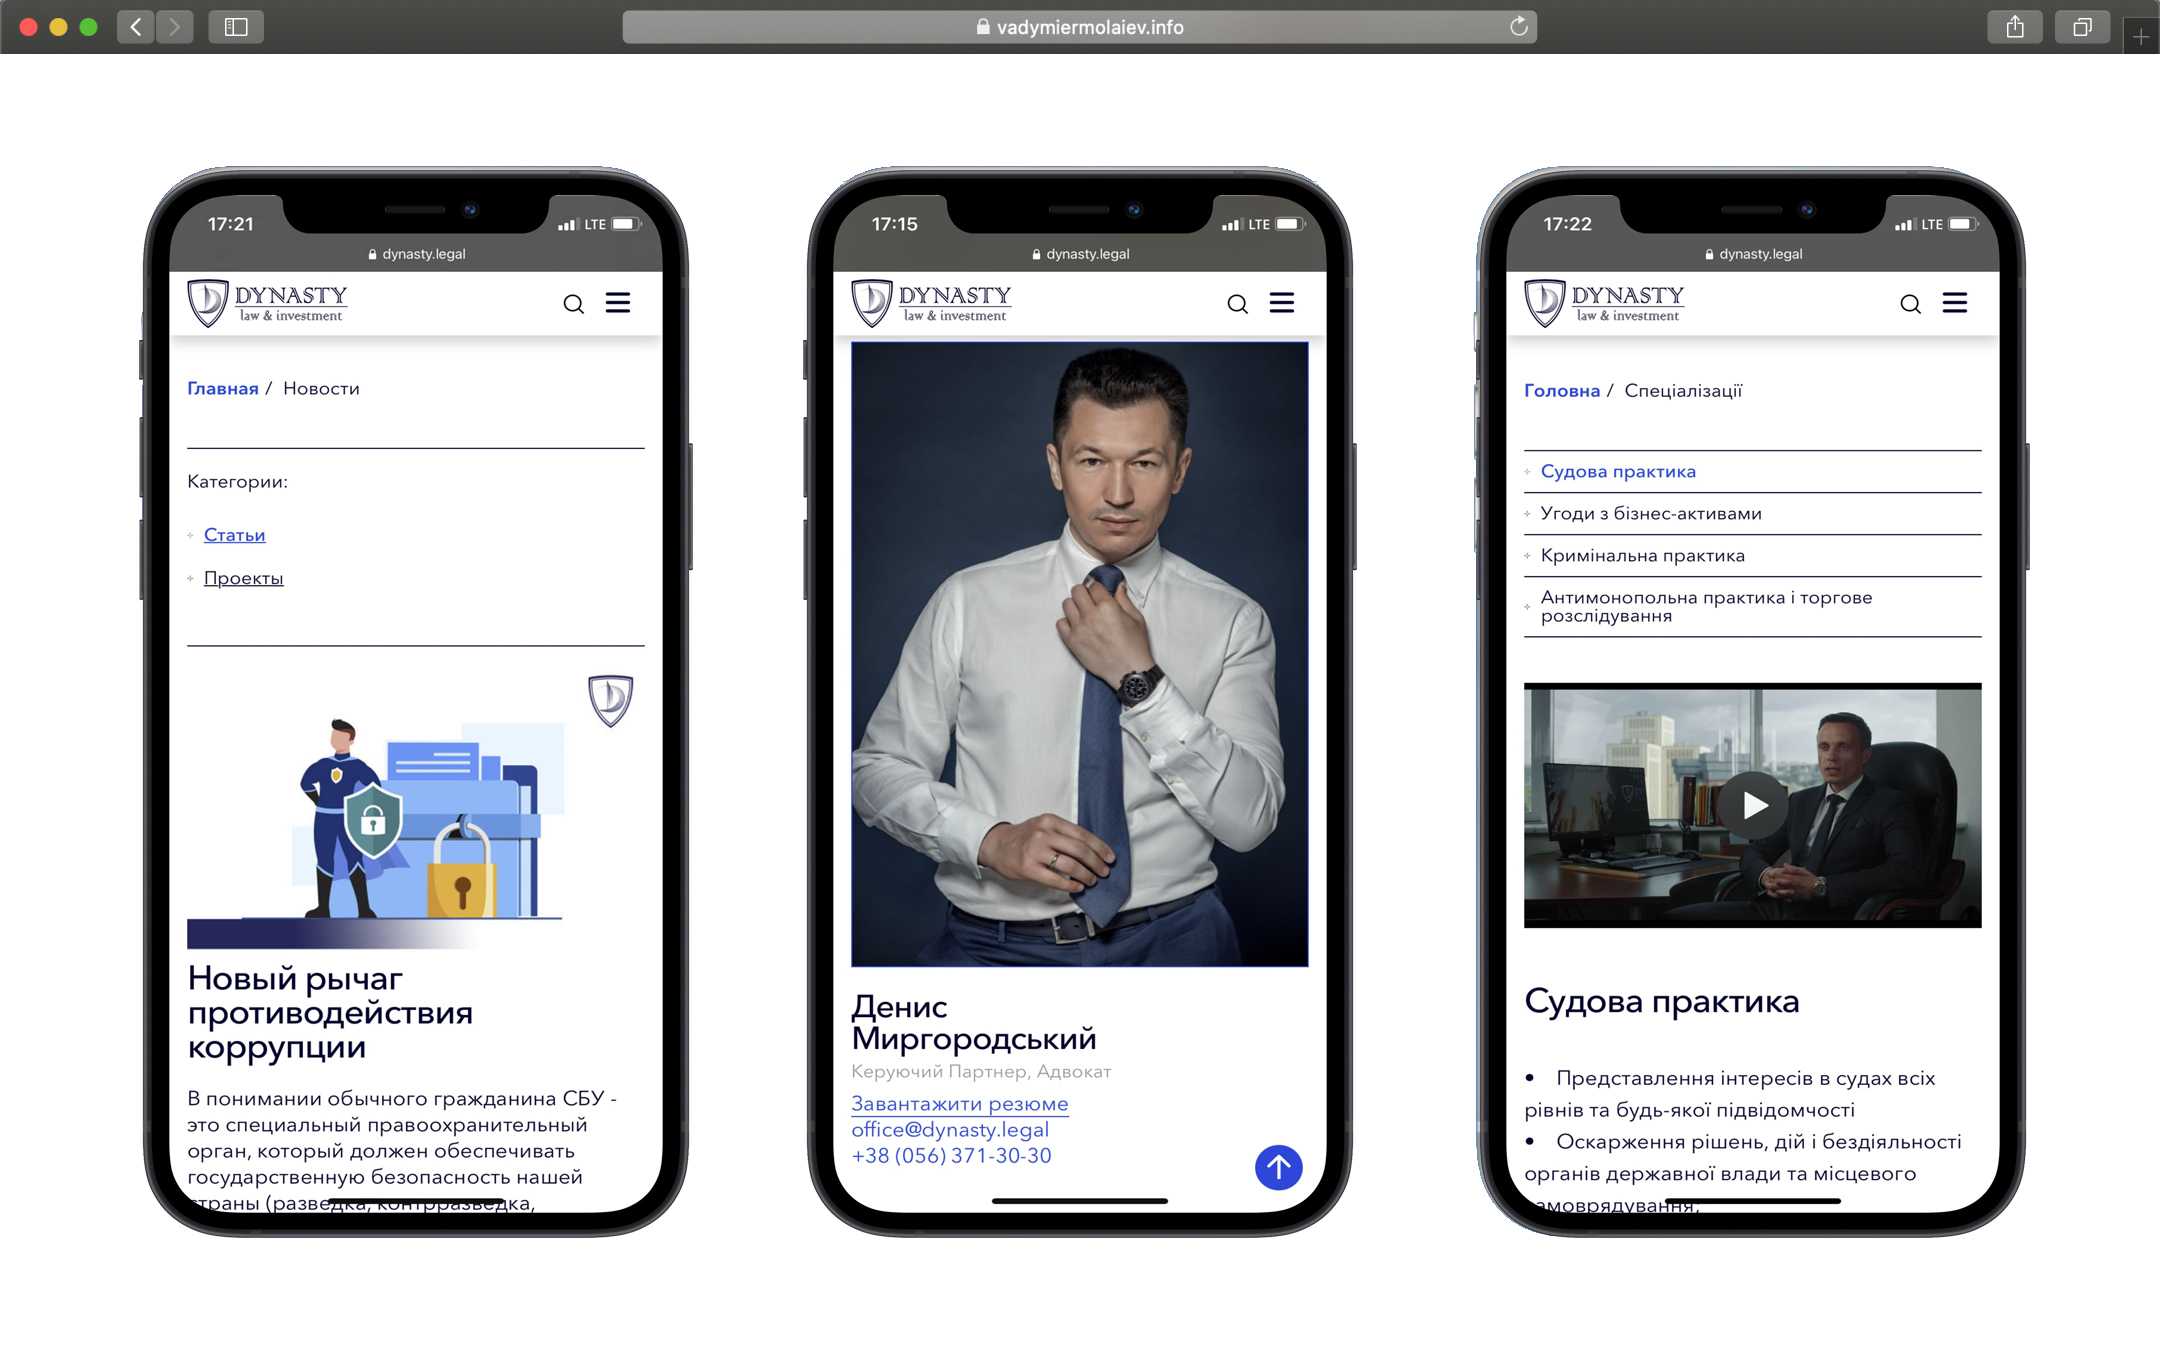 vadymiermolaiev.info
17:21
LTE
dynasty.legal
DYNASTY
law & investment
Главная / Новости
Категории:
Статьи
Проекты
Новый рычаг
противодействия
коррупции
В понимании обычного гражданина СБУ -
это специальный правоохранительный
орган, который должен обеспечивать
государственную безопасность нашей
страны (разведка, контрразведка,
17:15
LTE
dynasty.legal
DYNASTY
law & investment
Денис
Миргородський
Керуючий Партнер, Адвокат
Завантажити резюме
office@dynasty.legal
+38 (056) 371-30-30
17:22
LTE
dynasty.legal
DYNASTY
law & investment
Головна / Спеціалізації
Судова практика
Угоди з бізнес-активами
Кримінальна практика
Антимонопольна практика і торгове
розслідування
Судова практика
• Представлення інтересів в судах всіх
рівнів та будь-якої підвідомчості
• Оскарження рішень, дій і бездіяльності
органів державної влади та місцевого
самоврядування;